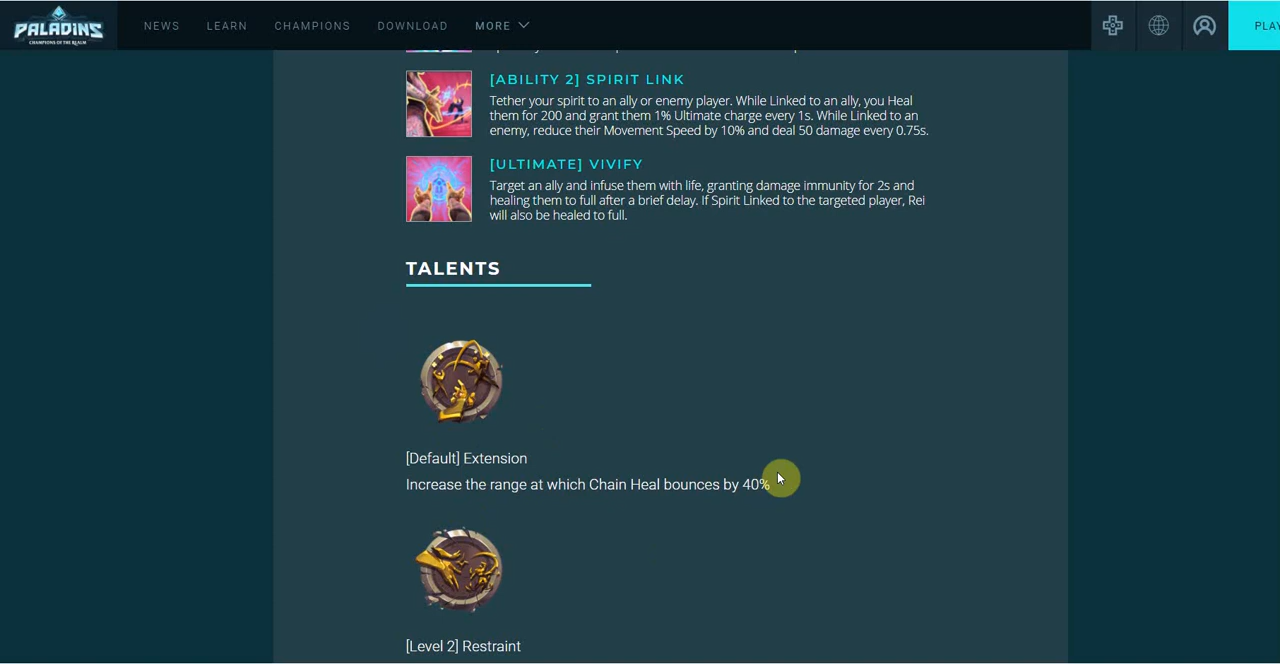 PALADINS
CHAMPIONS OF THE REALM
NEWS
LEARN
CHAMPIONS
DOWNLOAD
MORE
PLAY
[ABILITY 2] SPIRIT LINK
Tether your spirit to an ally or enemy player. While Linked to an ally, you Heal
them for 200 and grant them 1% Ultimate charge every 1s. While Linked to an
enemy, reduce their Movement Speed by 10% and deal 50 damage every 0.75s.
[ULTIMATE] VIVIFY
Target an ally and infuse them with life, granting damage immunity for 2s and
healing them to full after a brief delay. If Spirit Linked to the targeted player, Rei
will also be healed to full.
TALENTS
[Default] Extension
Increase the range at which Chain Heal bounces by 40%
[Level 2] Restraint